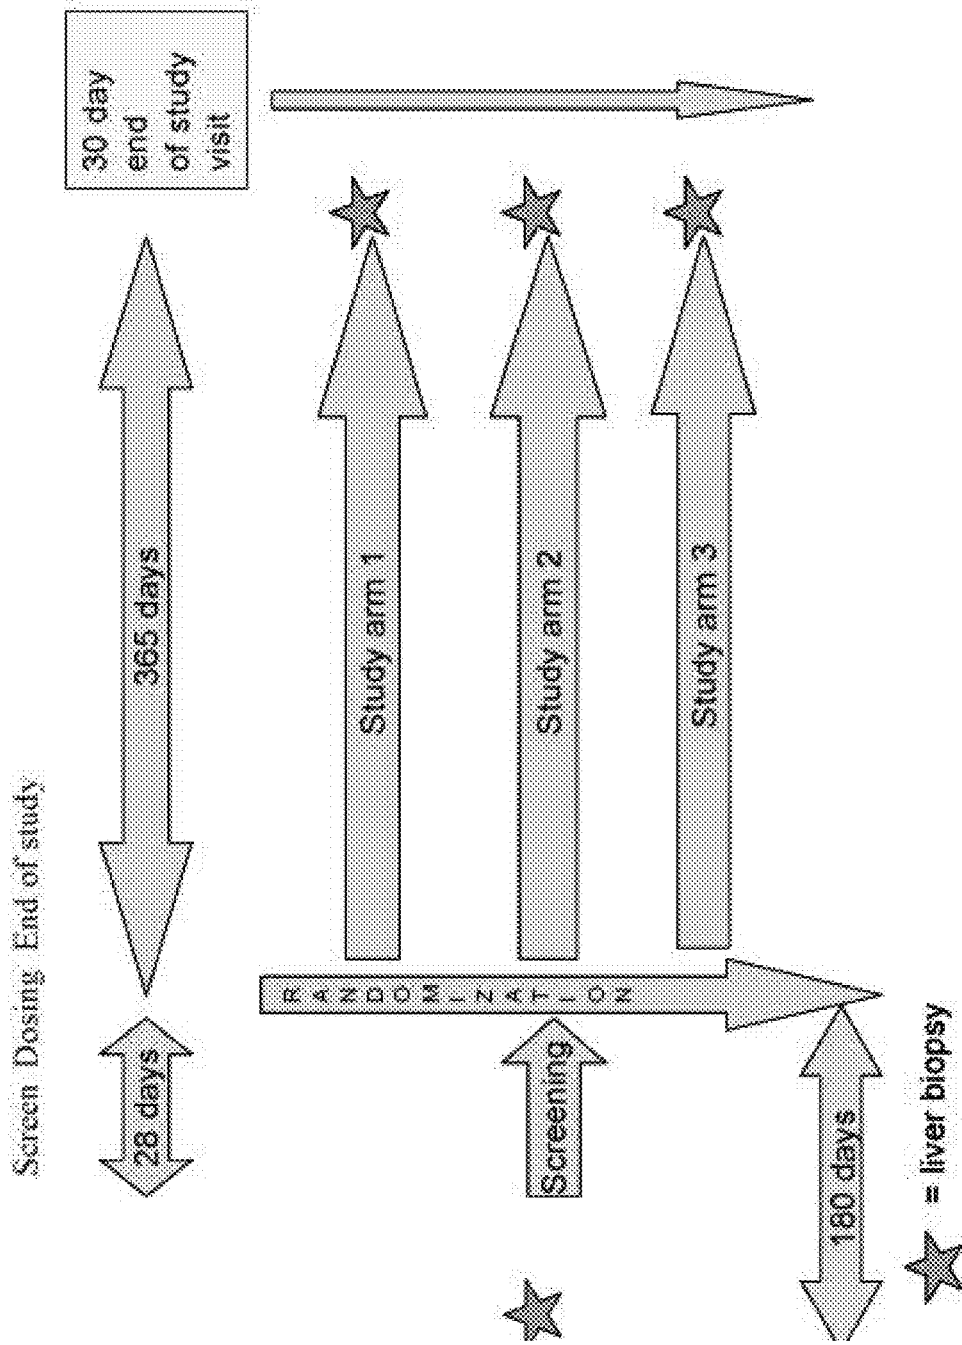 Screen Dosing End of study
28 days
365 days
30 day
end
of study
visit
RANDOMIZATION
Study arm 1
Screening
Study arm 2
Study arm 3
180 days
= liver biopsy